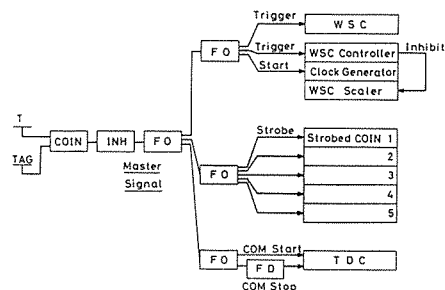 Trigger
W S C
F O
Trigger
WSC Controller
Inhibit
Start
Clock Generator
WSC Scaler
T
TAG
COIN
INH
F O
Master
Signal
Strobe
Strobed COIN 1
2
F O
3
4
5
COM Start
F O
T D C
F D
COM Stop